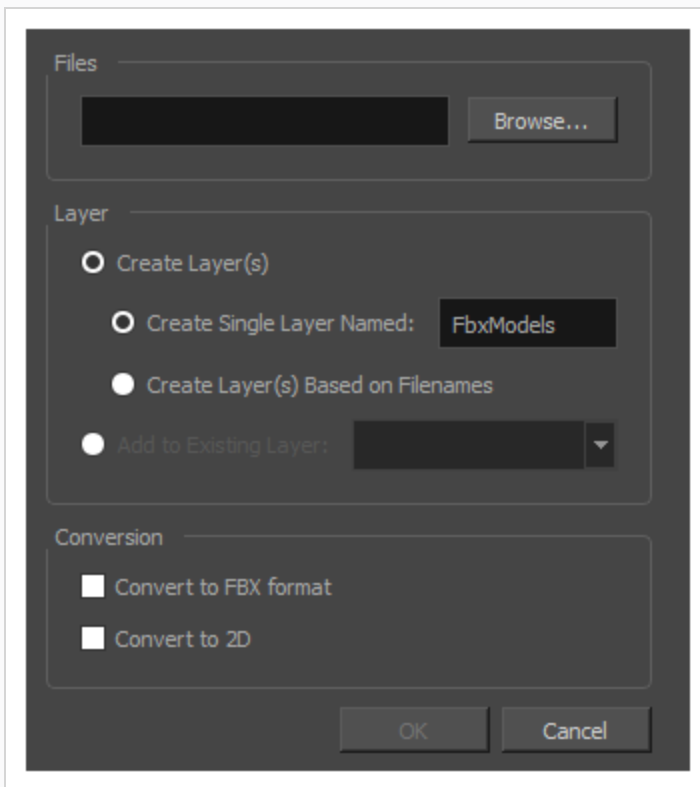 Files
Browse...
Layer
Create Layer(s)
Create Single Layer Named: FbxModels
Create Layer(s) Based on Filenames
Add to Existing Layer:
Conversion
Convert to FBX format
Convert to 2D
OK Cancel